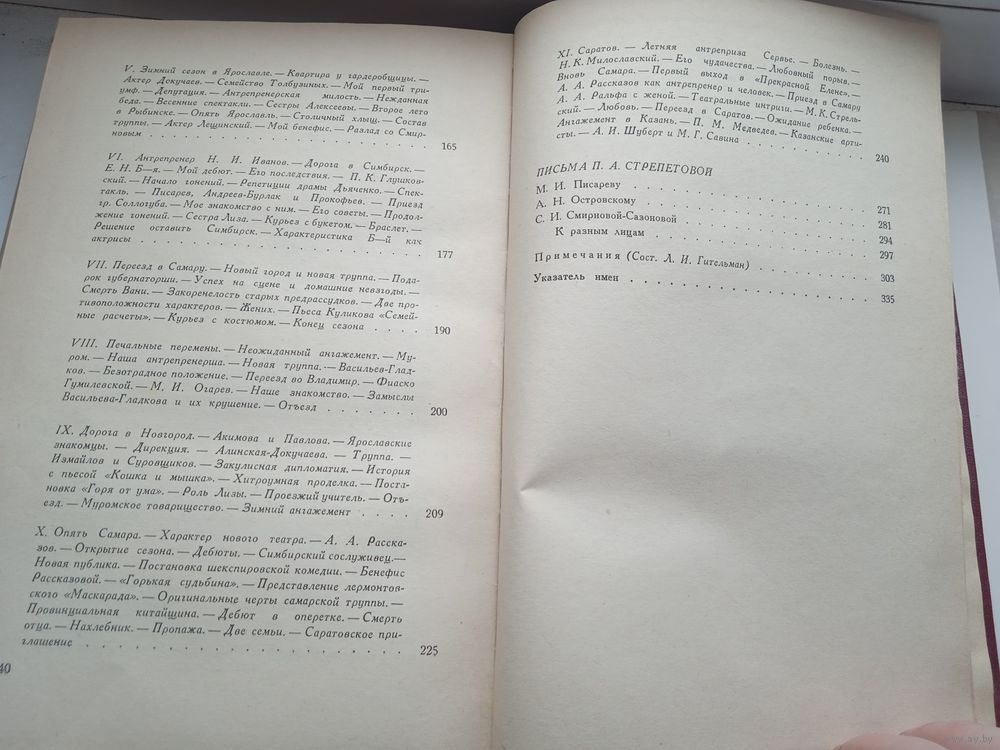 V. Зимний сезон в Ярославле. — Квартира у гардеробщицы. —
Актер Докучаев. — Семейство Толбузиных. — Мой первый три-
умф. — Депутация. — Антрепренерская милость. — Нежданная
беда. — Весенние спектакли. — Сестры Алексеевы. — Второе лето
в Рыбинске. — Опять Ярославль. — Столичный хлыщ. — Состав
труппы. — Актер Лещинский. — Мой бенефис. — Разлад со Смир-
новым . . . . . . . . . . . . . . . . 165
VI. Антрепренер Н. И. Иванов. — Дорога в Симбирск. —
Е. Н. Б—я. — Мой дебют. — Его последствия. — П. К. Глушков-
ский. — Начало гонений. — Репетиции драмы Дьяченко. — Спек-
такль. — Писарев, Андреев-Бурлак и Прокофьев. — Приезд
гр. Соллогуба. — Мое знакомство с ним. — Его советы. — Продол-
жение гонений. — Сестра Лиза. — Курьез с букетом. — Браслет. —
Решение оставить Симбирск. — Характеристика Б—й как
актрисы . . . . . . . . . . . . . . . . 177
VII. Переезд в Самару. — Новый город и новая труппа. — Пода-
рок губернаторши. — Успех на сцене и домашние невзгоды. —
Смерть Вани. — Закоренелость старых предрассудков. — Две про-
тивоположности характеров. — Жених. — Пьеса Куликова «Семей-
ные расчеты». — Курьез с костюмом. — Конец сезона . . . . 190
VIII. Печальные перемены. — Неожиданный ангажемент. — Му-
ром. — Наша антрепренерша. — Новая труппа. — Васильев-Глад-
ков. — Безотрадное положение. — Переезд во Владимир. — Фиаско
Гумилевской. — М. И. Огарев. — Наше знакомство. — Замыслы
Васильева-Гладкова и их крушение. — Отъезд . . . . . . . 200
IX. Дорога в Новгород. — Акимова и Павлова. — Ярославские
знакомцы. — Дирекция. — Алинская-Докучаева. — Труппа. —
Измайлов и Суровщиков. — Закулисная дипломатия. — История
с пьесой «Кошка и мышка». — Хитроумная проделка. — Поста-
новка «Горя от ума». — Роль Лизы. — Проезжий учитель. — Отъ-
езд. — Муромское товарищество. — Зимний ангажемент . . . . 209
X. Опять Самара. — Характер нового театра. — А. А. Расска-
зов. — Открытие сезона. — Дебюты. — Симбирский сослуживец. —
Новая публика. — Постановка шекспировской комедии. — Бенефис
Рассказовой. — «Горькая судьбина». — Представление лермонтов-
ского «Маскарада». — Оригинальные черты самарской труппы. —
Провинциальная китайщина. — Дебют в оперетке. — Смерть
отца. — Нахлебник. — Пропажа. — Две семьи. — Саратовское при-
глашение . . . . . . . . . . . . . . . . 225
40
XI. Саратов. — Летняя антреприза Сервье. — Болезнь. —
Н. К. Милославский. — Его чудачества. — Любовный порыв. —
Вновь Самара. — Первый выход в «Прекрасной Елене». —
А. А. Рассказов как антрепренер и человек. — Приезд в Самару
А. А. Ральфа с женой. — Театральные интриги. — М. К. Стрель-
ский. — Любовь. — Переезд в Саратов. — Ожидание ребенка. —
Ангажемент в Казань. — П. М. Медведев. — Казанские арти-
сты. — А. И. Шуберт и М. Г. Савина . . . . . . . . . 240
ПИСЬМА П. А. СТРЕПЕТОВОЙ
М. И. Писареву . . . . . . . . . . . . . . 271
А. Н. Островскому . . . . . . . . . . . . . 281
С. И. Смирновой-Сазоновой . . . . . . . . . . . 294
К разным лицам . . . . . . . . . . . . . 297
Примечания (Сост. Л. И. Гительман) . . . . . . . . 303
Указатель имен . . . . . . . . . . . . . . 335
www.ay.by